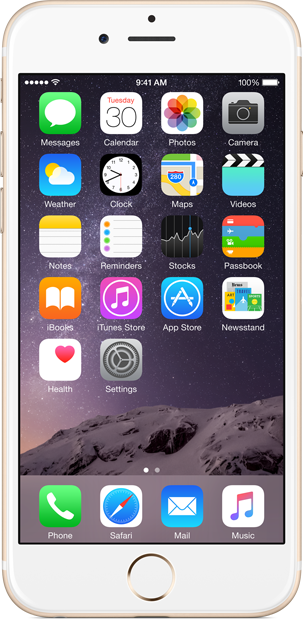 9:41 AM 100%
Tuesday
30
280
Messages Calendar Photos Camera
Weather Clock Maps Videos
Notes Reminders Stocks Passbook
iBooks iTunes Store App Store Newsstand
Health Settings
Phone Safari Mail Music